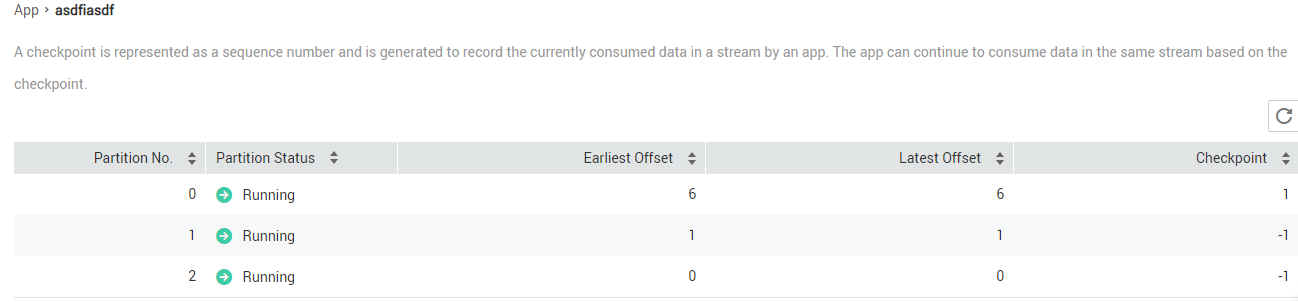 App > asdfiasdf
A checkpoint is represented as a sequence number and is generated to record the currently consumed data in a stream by an app. The app can continue to consume data in the same stream based on the
checkpoint.
Partition No. Partition Status Earliest Offset Latest Offset Checkpoint
0 Running 6 6 1
1 Running 1 1 -1
2 Running 0 0 -1